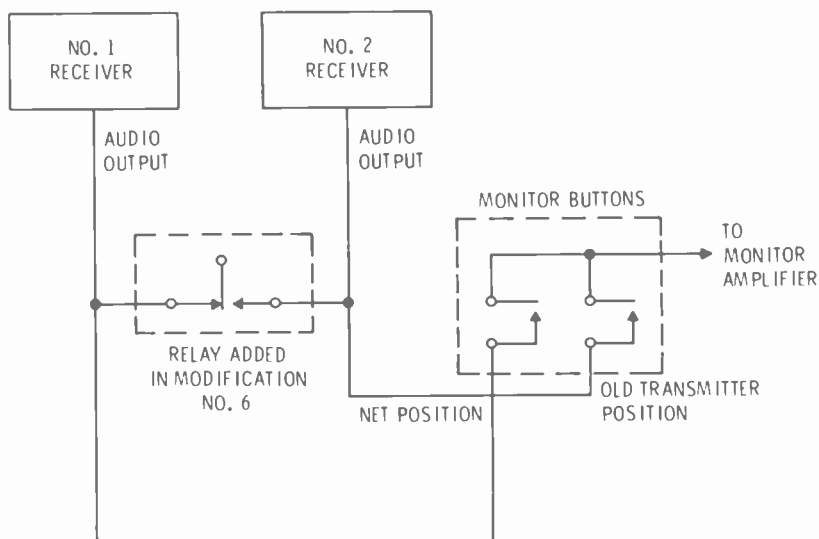 NO. 1
RECEIVER
NO. 2
RECEIVER
AUDIO
OUTPUT
AUDIO
OUTPUT
MONITOR BUTTONS
TO
MONITOR
AMPLIFIER
RELAY ADDED
IN MODIFICATION
NO. 6
NET POSITION
OLD TRANSMITTER
POSITION